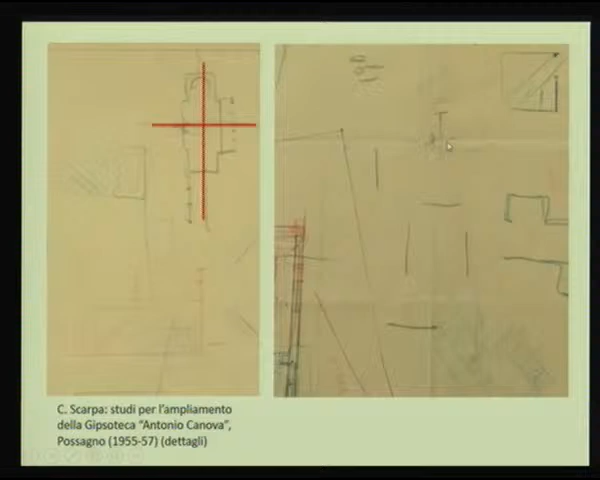 C. Scarpa: studi per l'ampliamento
della Gipsoteca "Antonio Canova",
Possagno (1955-57) (dettagli)